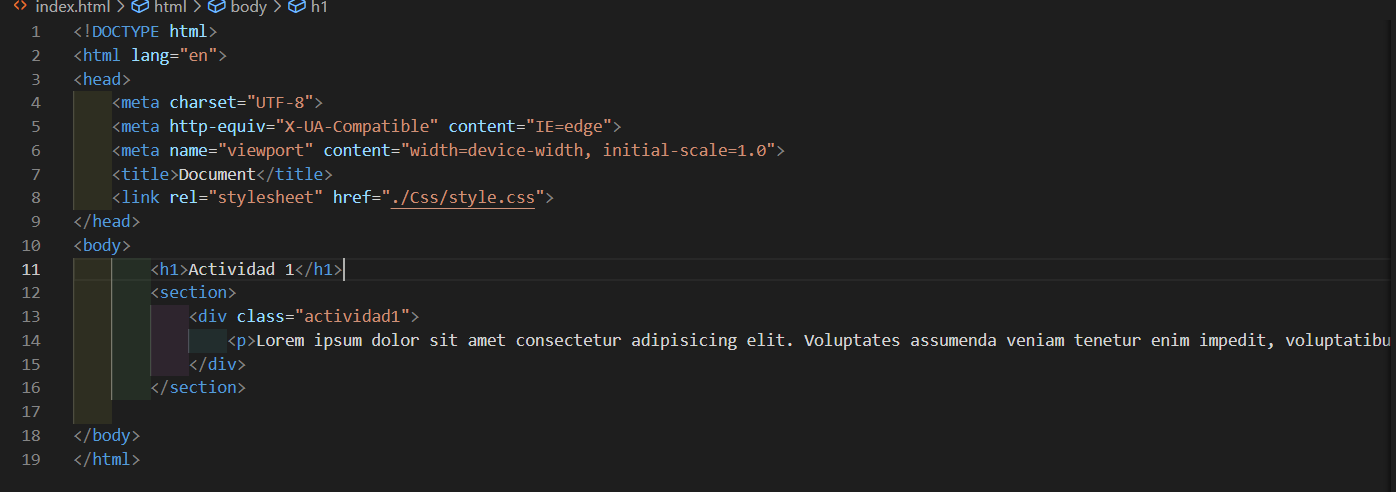 index.html > html > body > h1
1 <!DOCTYPE html>
2 <html lang="en">
3 <head>
4 <meta charset="UTF-8">
5 <meta http-equiv="X-UA-Compatible" content="IE=edge">
6 <meta name="viewport" content="width=device-width, initial-scale=1.0">
7 <title>Document</title>
8 <link rel="stylesheet" href="./Css/style.css">
9 </head>
10 <body>
11 <h1>Actividad 1</h1>
12 <section>
13 <div class="actividad1">
14 <p>Lorem ipsum dolor sit amet consectetur adipisicing elit. Voluptates assumenda veniam tenetur enim impedit, voluptatibu
15 </div>
16 </section>
17
18 </body>
19 </html>